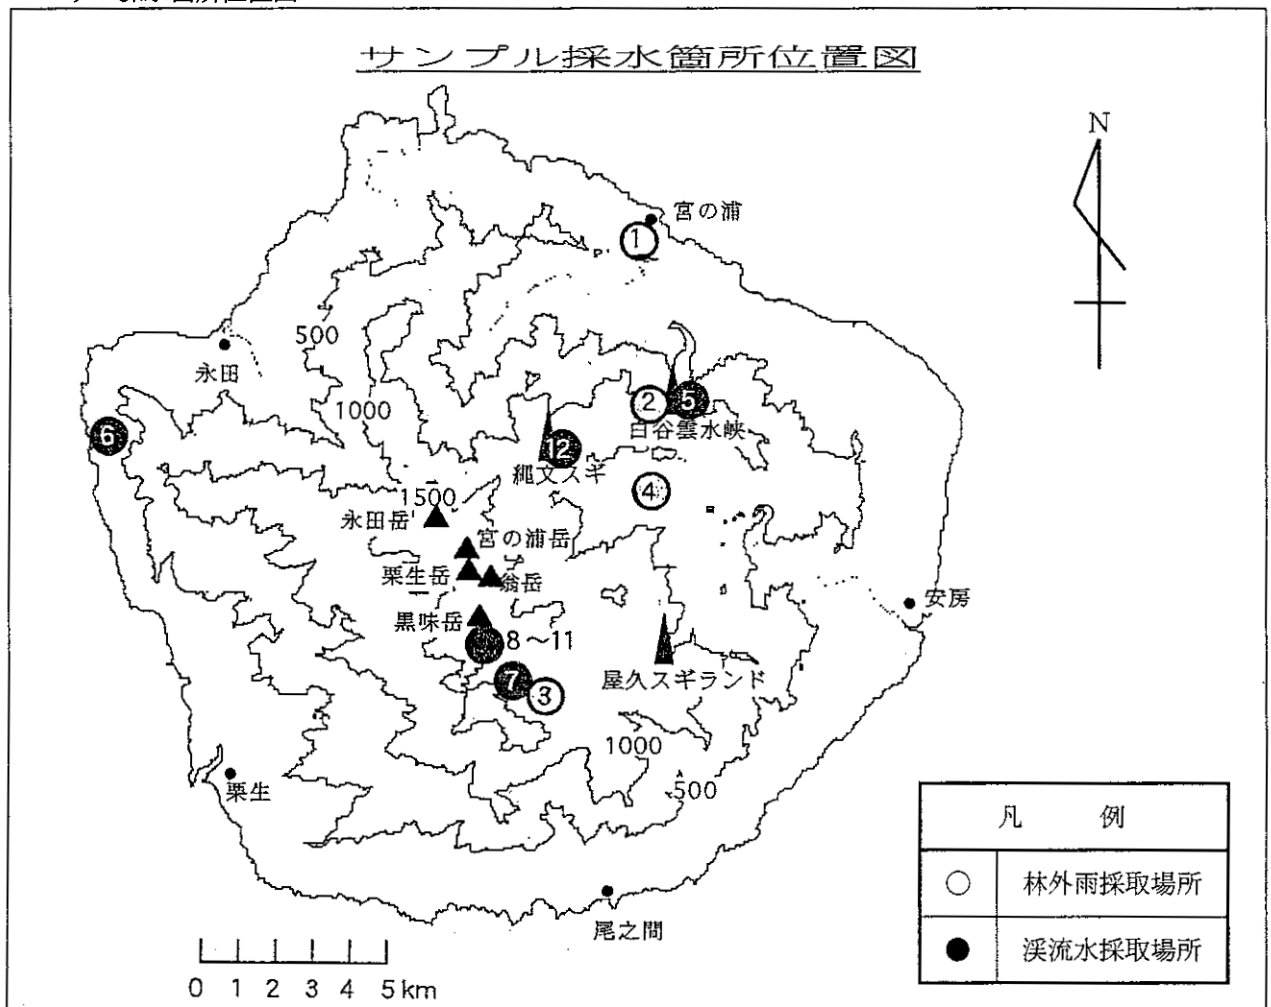 サンプル採水箇所位置図
N
宮の浦
①
500
永田
1000
②
❺
白谷雲水峡
❻
⓬
縄文スギ
④
1500
永田岳
宮の浦岳
栗生岳
翁岳
安房
黒味岳
8～11
❼
③
屋久スギランド
1000
500
栗生
尾之間
凡 例
○ 林外雨採取場所
● 渓流水採取場所
0 1 2 3 4 5km